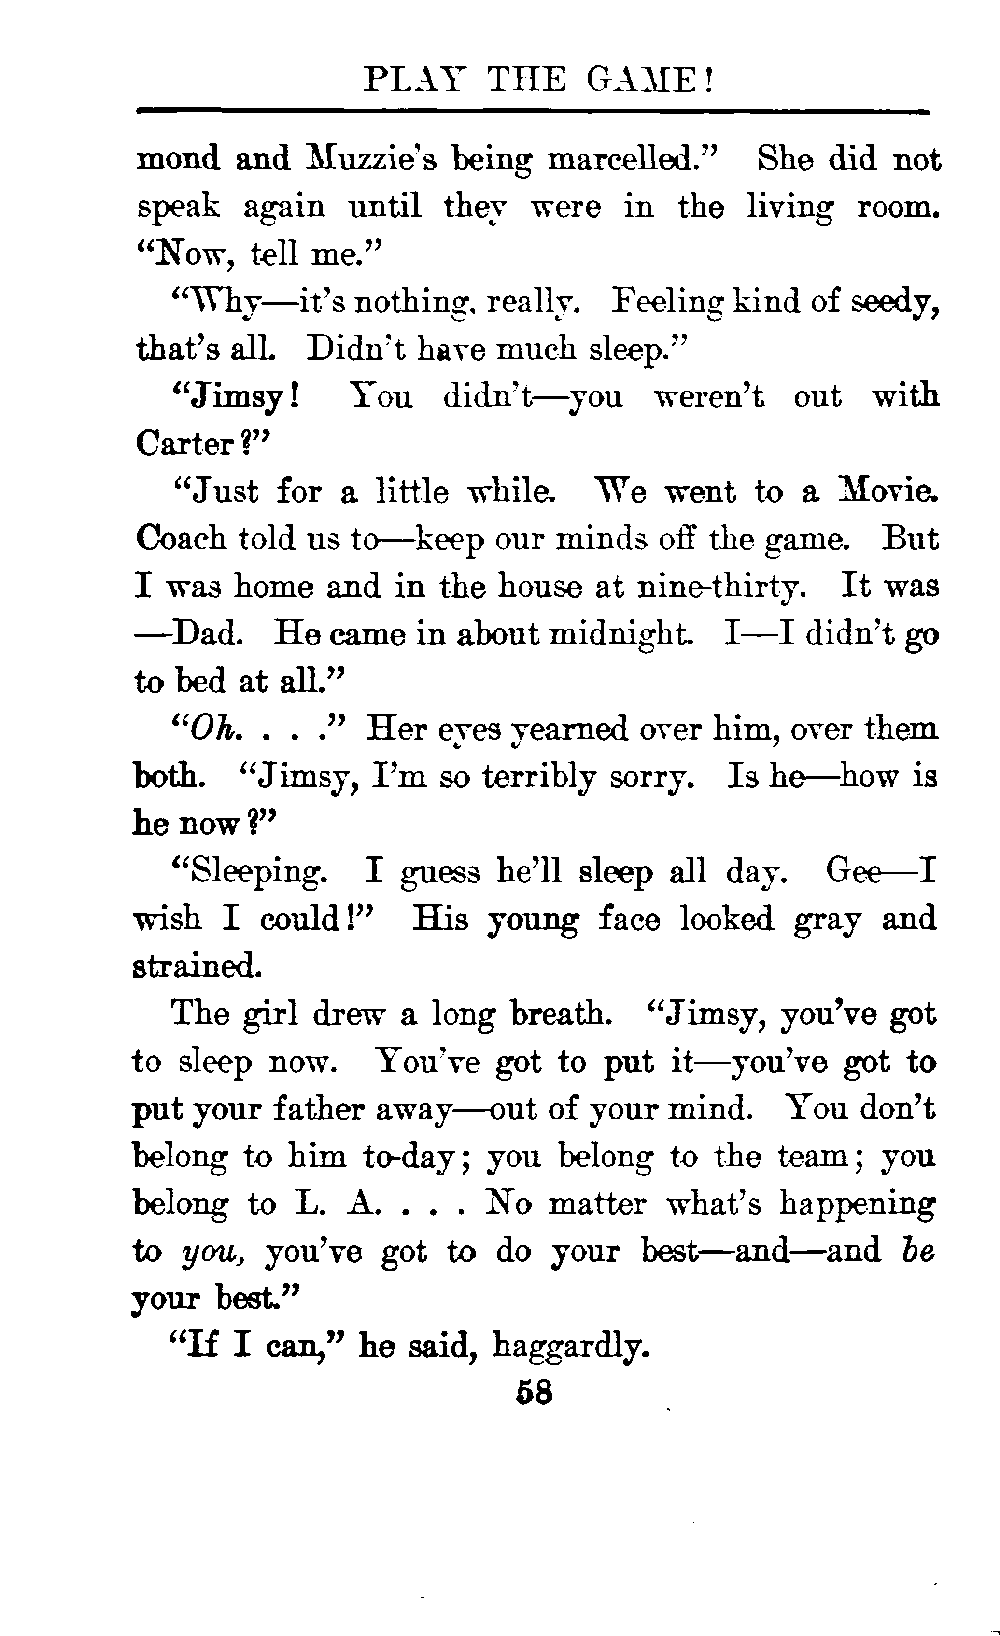 PLAY THE GAME!
mond and Muzzie's being marcelled." She did not
speak again until they were in the living room.
"Now, tell me."
"Why—it's nothing, really. Feeling kind of seedy,
that's all. Didn't have much sleep."
"Jimsy! You didn't—you weren't out with
Carter?"
"Just for a little while. We went to a Movie.
Coach told us to—keep our minds off the game. But
I was home and in the house at nine-thirty. It was
—Dad. He came in about midnight. I—I didn't go
to bed at all."
"Oh. . . ." Her eyes yearned over him, over them
both. "Jimsy, I'm so terribly sorry. Is he—how is
he now?"
"Sleeping. I guess he'll sleep all day. Gee—I
wish I could!" His young face looked gray and
strained.
The girl drew a long breath. "Jimsy, you've got
to sleep now. You've got to put it—you've got to
put your father away—out of your mind. You don't
belong to him to-day; you belong to the team; you
belong to L. A. . . . No matter what's happening
to you, you've got to do your best—and—and be
your best."
"If I can," he said, haggardly.
58